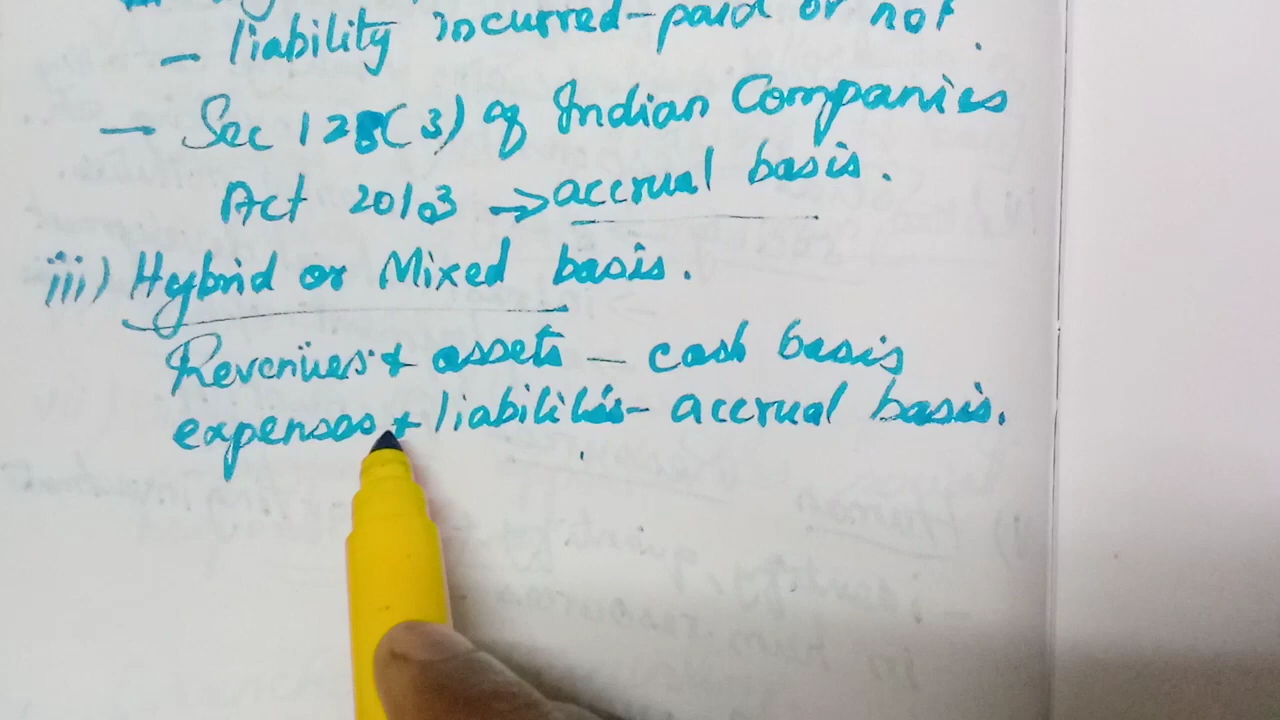 – liability incurred – paid or not.
– Sec 128(3) of Indian Companies
Act 2013 → accrual basis.
iii) Hybrid or Mixed basis.
Revenues + assets – cash basis
expenses + liabilities – accrual basis.